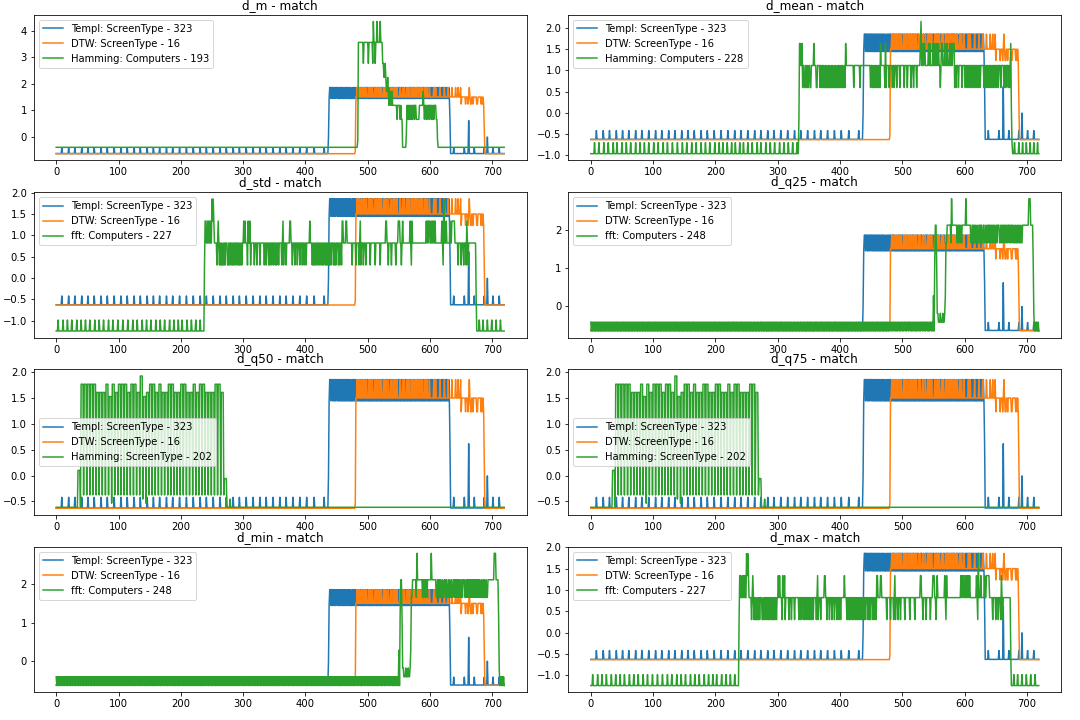 d_m - match
Templ: ScreenType - 323
DTW: ScreenType - 16
Hamming: Computers - 193
4
3
2
1
0
0 100 200 300 400 500 600 700
d_mean - match
Templ: ScreenType - 323
DTW: ScreenType - 16
Hamming: Computers - 228
2.0
1.5
1.0
0.5
0.0
−0.5
−1.0
0 100 200 300 400 500 600 700
d_std - match
Templ: ScreenType - 323
DTW: ScreenType - 16
fft: Computers - 227
2.0
1.5
1.0
0.5
0.0
−0.5
−1.0
0 100 200 300 400 500 600 700
d_q25 - match
Templ: ScreenType - 323
DTW: ScreenType - 16
fft: Computers - 248
2
1
0
0 100 200 300 400 500 600 700
d_q50 - match
Templ: ScreenType - 323
DTW: ScreenType - 16
Hamming: ScreenType - 202
2.0
1.5
1.0
0.5
0.0
−0.5
0 100 200 300 400 500 600 700
d_q75 - match
Templ: ScreenType - 323
DTW: ScreenType - 16
Hamming: ScreenType - 202
2.0
1.5
1.0
0.5
0.0
−0.5
0 100 200 300 400 500 600 700
d_min - match
Templ: ScreenType - 323
DTW: ScreenType - 16
fft: Computers - 248
2
1
0
0 100 200 300 400 500 600 700
d_max - match
Templ: ScreenType - 323
DTW: ScreenType - 16
fft: Computers - 227
2.0
1.5
1.0
0.5
0.0
−0.5
−1.0
0 100 200 300 400 500 600 700